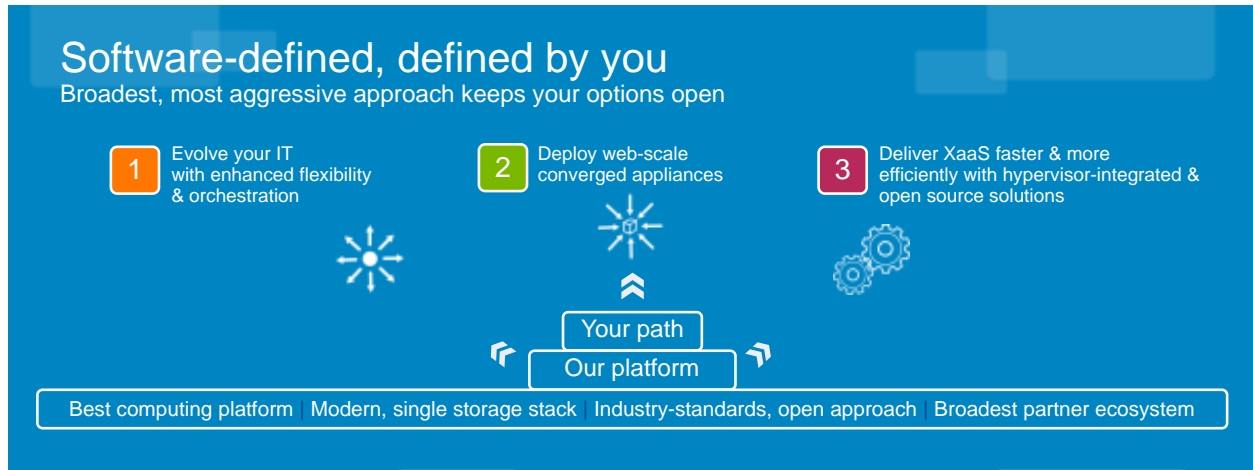 Software-defined, defined by you
Broadest, most aggressive approach keeps your options open
1
Evolve your IT
with enhanced flexibility
& orchestration
2
Deploy web-scale
converged appliances
3
Deliver XaaS faster & more
efficiently with hypervisor-integrated &
open source solutions
Your path
Our platform
Best computing platform | Modern, single storage stack | Industry-standards, open approach | Broadest partner ecosystem